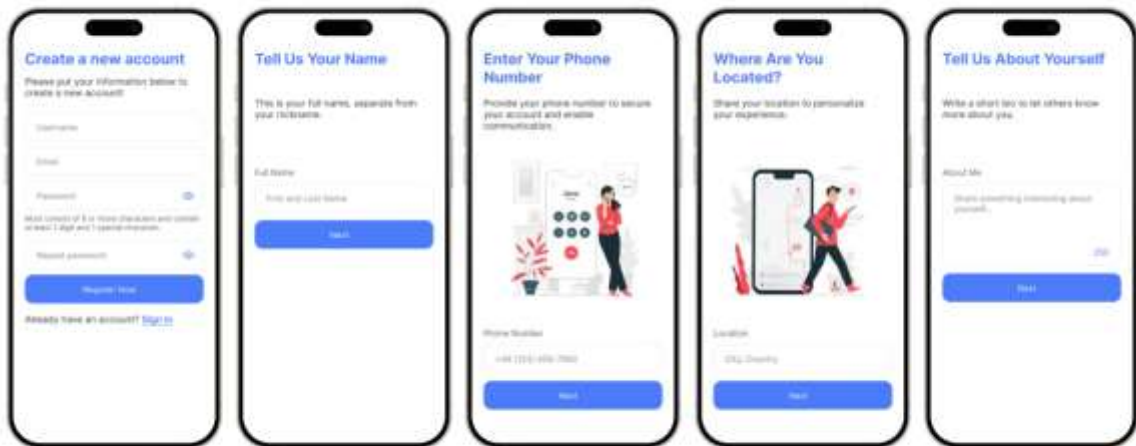 Create a new account
Please put your information below to
create a new account!
Username
Email
Password
Must consist of 8 or more characters and contain
at least 1 digit and 1 special character.
Repeat password
Register Now
Already have an account? Sign In
Tell Us Your Name
This is your full name, separate from
your nickname.
Full Name
First and Last Name
Next
Enter Your Phone
Number
Provide your phone number to secure
your account and enable
communication.
Phone Number
Next
Where Are You
Located?
Share your location to personalize
your experience.
Location
City, Country
Next
Tell Us About Yourself
Write a short bio to let others know
more about you.
About Me
Share something interesting about
yourself...
Next